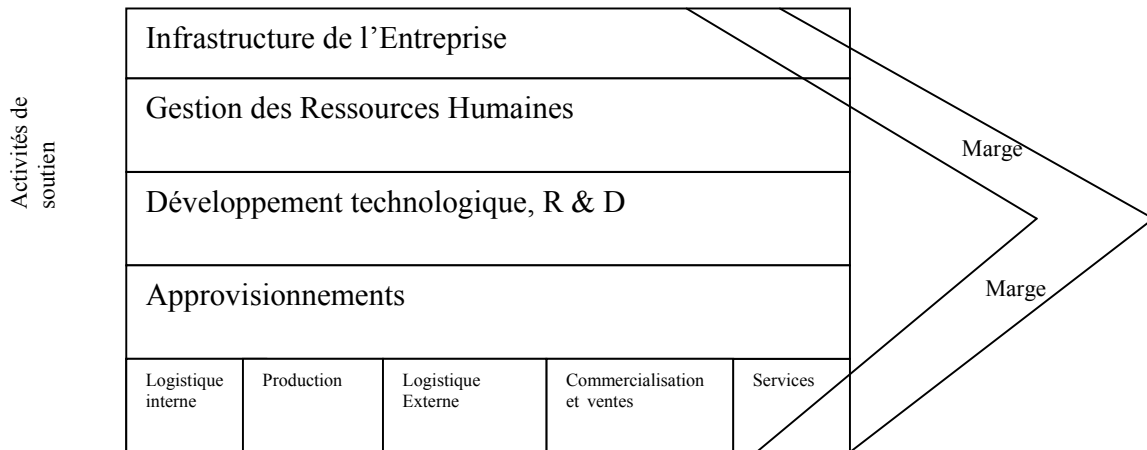 Activités de
soutien
Infrastructure de l’Entreprise
Gestion des Ressources Humaines
Développement technologique, R & D
Approvisionnements
Logistique
interne
Production
Logistique
Externe
Commercialisation
et ventes
Services
Marge
Marge